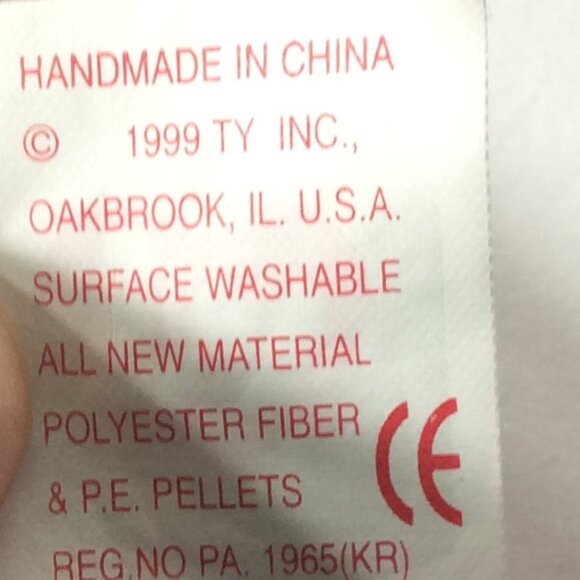 HANDMADE IN CHINA
© 1999 TY INC.,
OAKBROOK, IL. U.S.A.
SURFACE WASHABLE
ALL NEW MATERIAL
POLYESTER FIBER
& P.E. PELLETS
CE
REG.NO PA. 1965(KR)